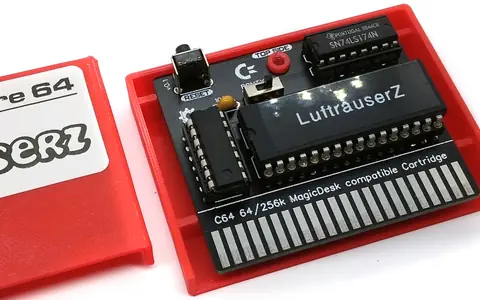 re 64
serz
TOP SIDE
PORTUGAL
SN74LS174N
RESET
LuftrauserZ
C64 64/256k MagicDesk compatible Cartridge